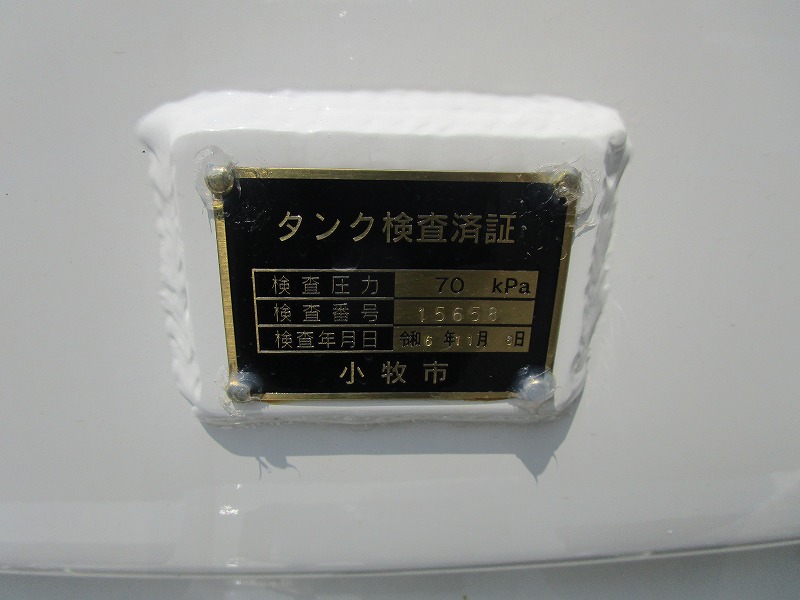 タンク検査済証
検査圧力 70 kPa
検査番号 15658
検査年月日 令和6年11月 日
小牧市